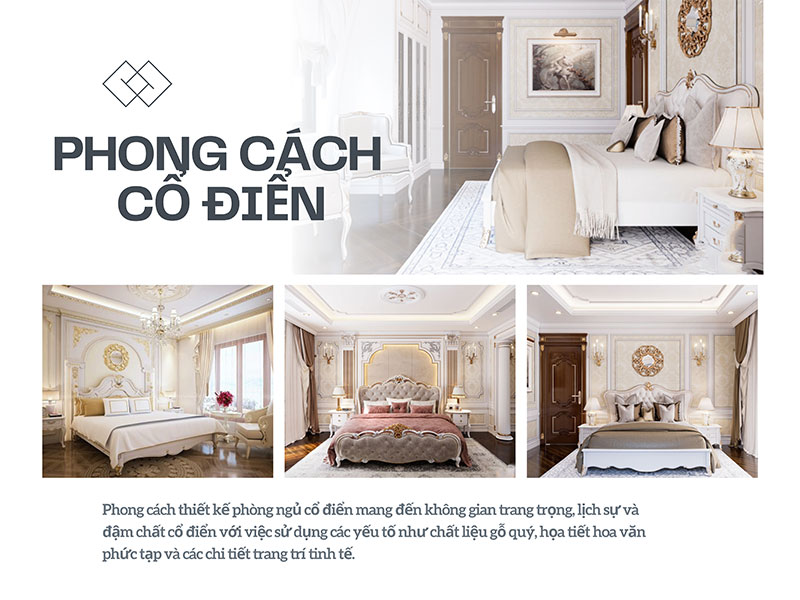 PHONG CÁCH
CỔ ĐIỂN
Phong cách thiết kế phòng ngủ cổ điển mang đến không gian trang trọng, lịch sự và
đậm chất cổ điển với việc sử dụng các yếu tố như chất liệu gỗ quý, họa tiết hoa văn
phức tạp và các chi tiết trang trí tinh tế.